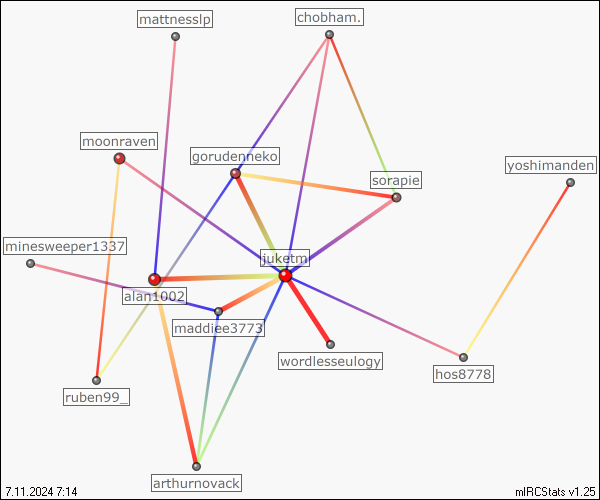 mattnesslp
chobham.
moonraven
gorudenneko
yoshimanden
sorapie
minesweeper1337
juketm
alan1002
maddiee3773
wordlesseulogy
hos8778
ruben99_
arthurnovack
7.11.2024 7:14
mIRCStats v1.25